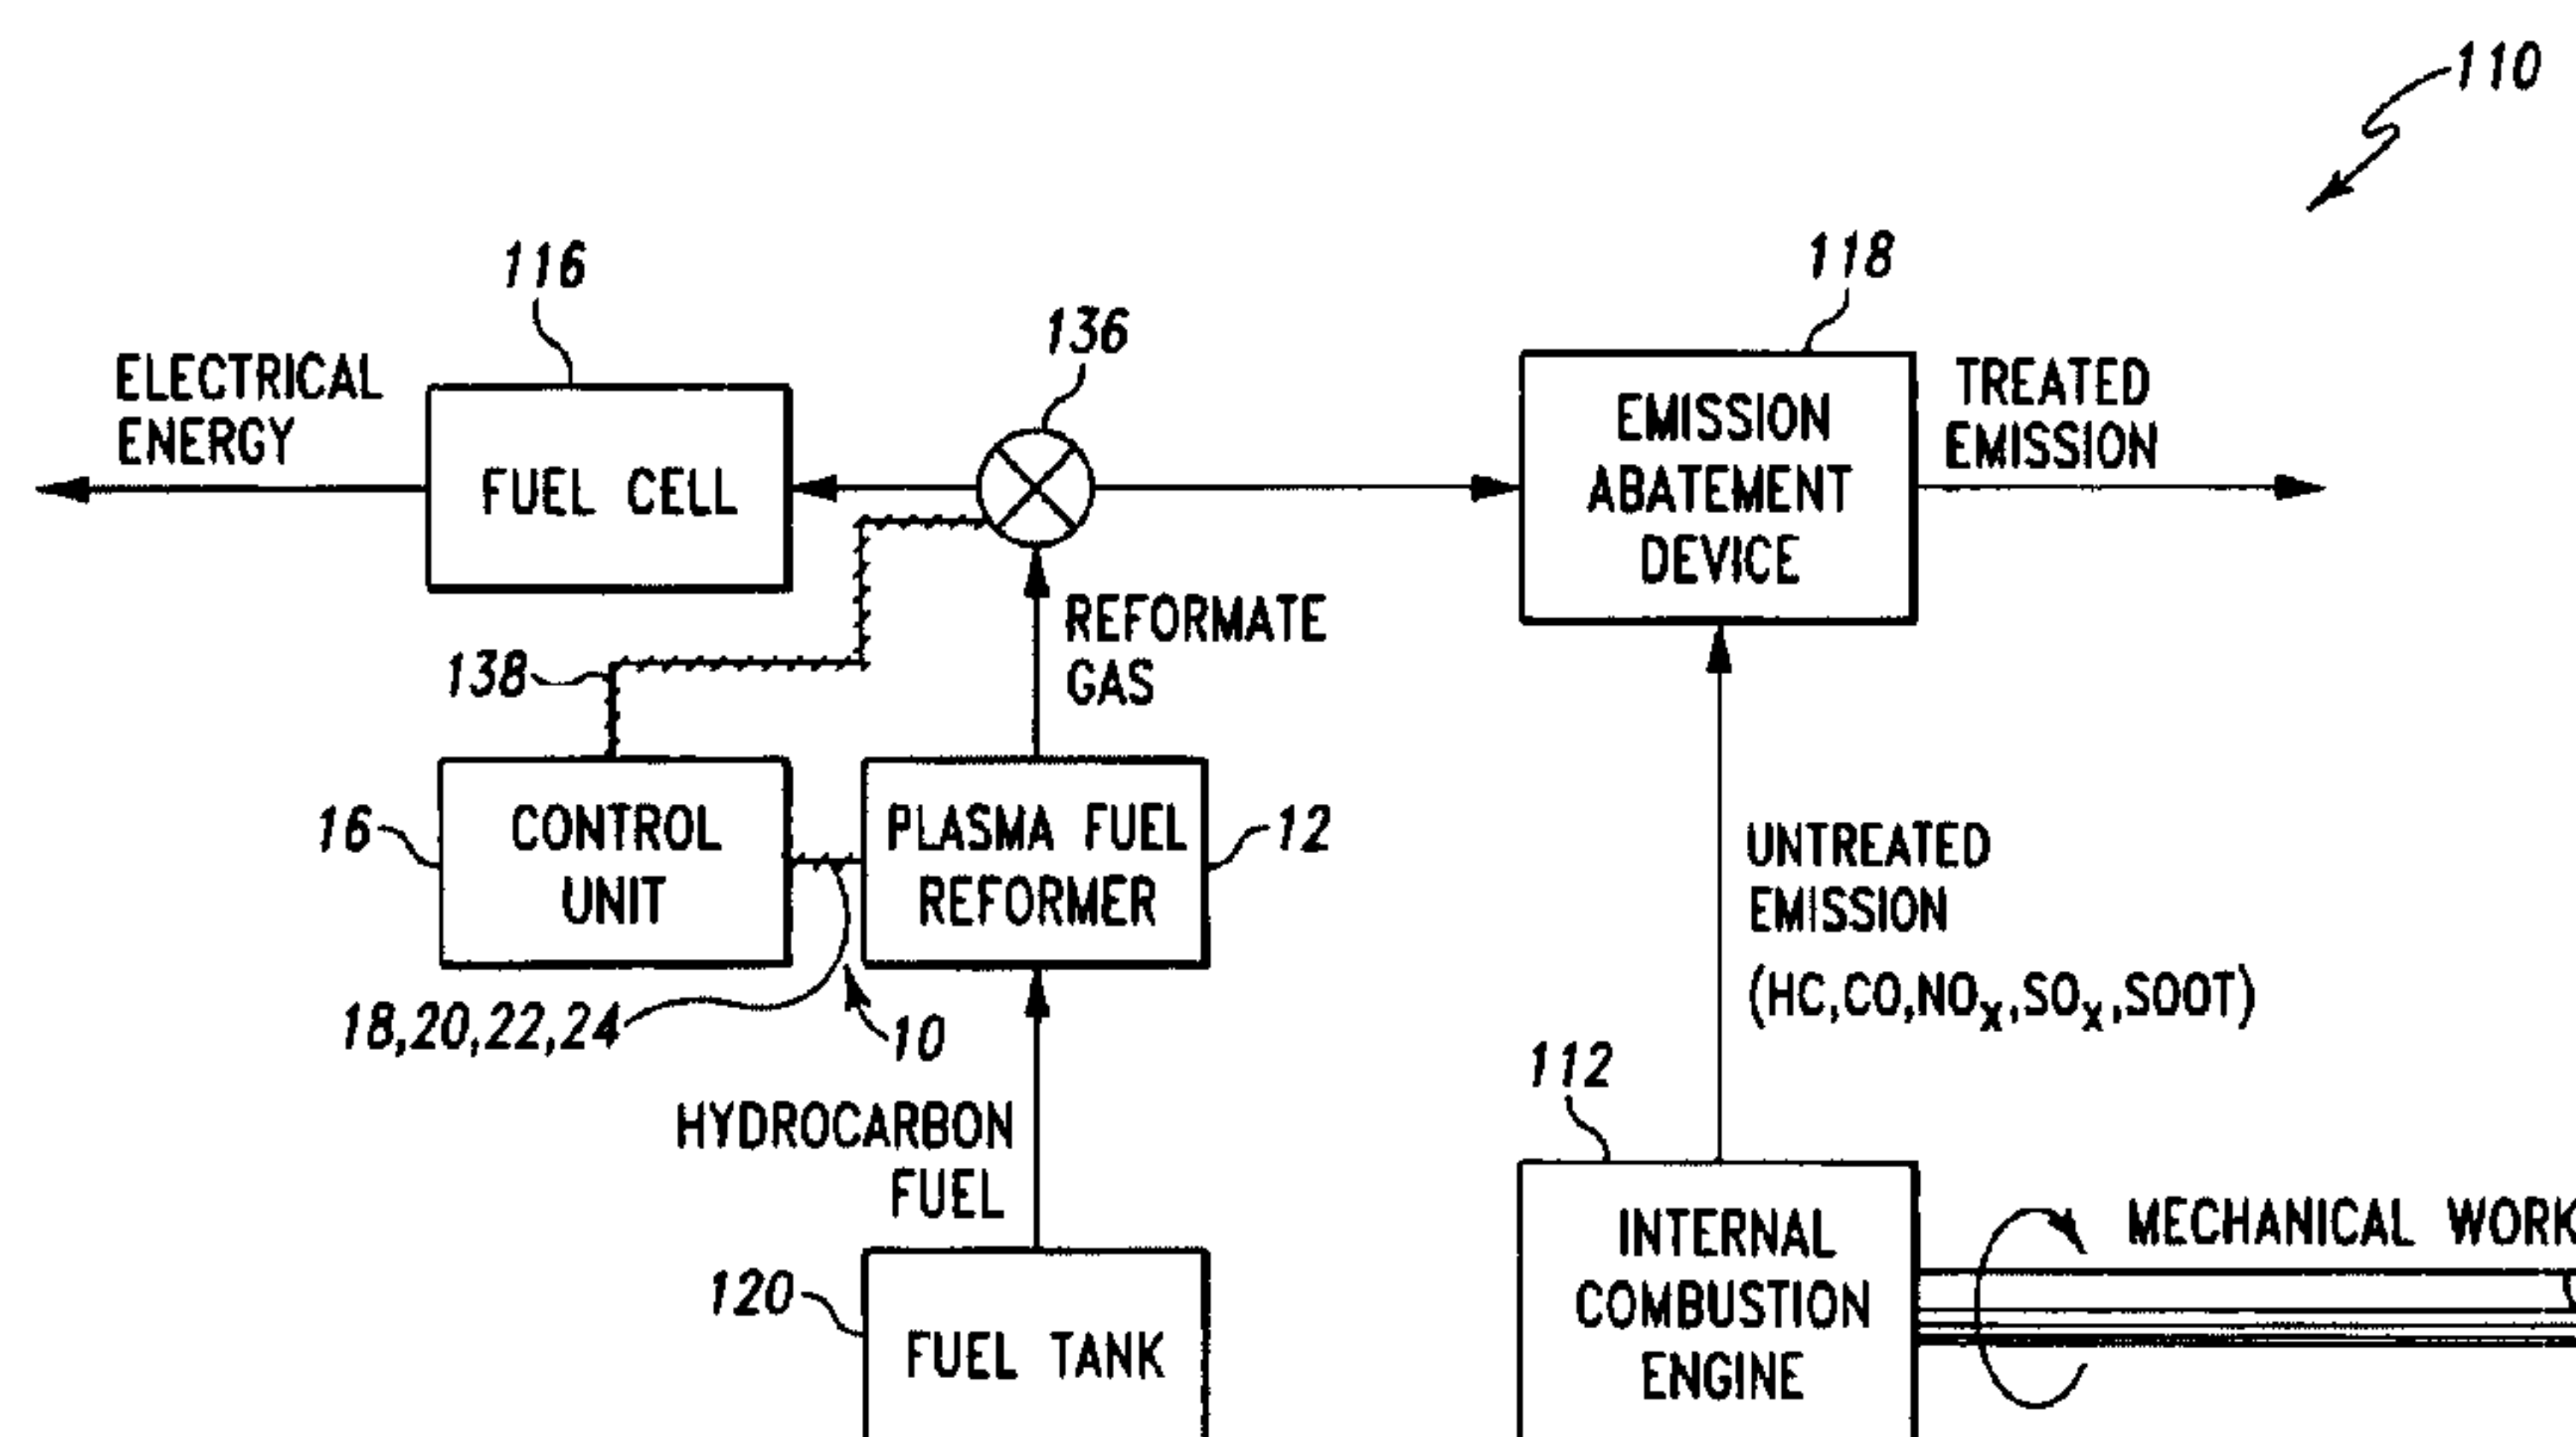 110
116
118
136
ELECTRICAL
ENERGY
TREATED
EMISSION
FUEL CELL
EMISSION
ABATEMENT
DEVICE
REFORMATE
GAS
138
16
CONTROL
UNIT
PLASMA FUEL
REFORMER
12
UNTREATED
EMISSION
(HC,CO,NOx,SOx,SOOT)
18,20,22,24
10
HYDROCARBON
FUEL
112
120
FUEL TANK
INTERNAL
COMBUSTION
ENGINE
MECHANICAL WORK